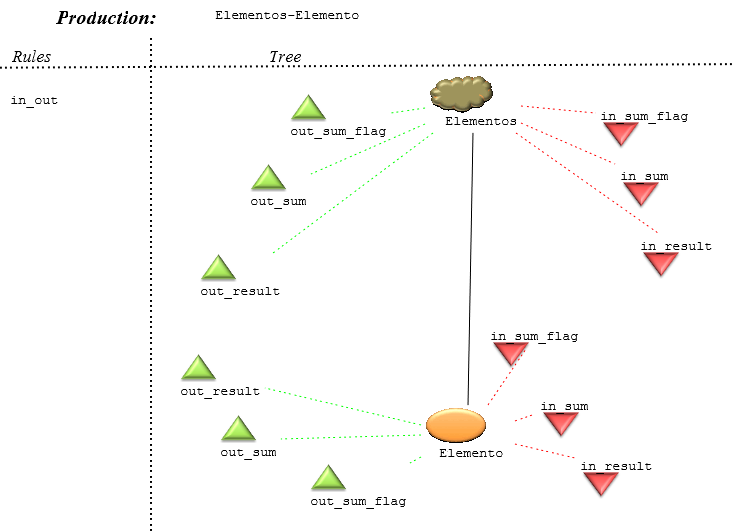 Production: Elementos-Elemento
Rules Tree
in_out
out_sum_flag
Elementos
in_sum_flag
out_sum
in_sum
out_result
in_result
out_result
in_sum_flag
out_sum
in_sum
Elemento
in_result
out_sum_flag